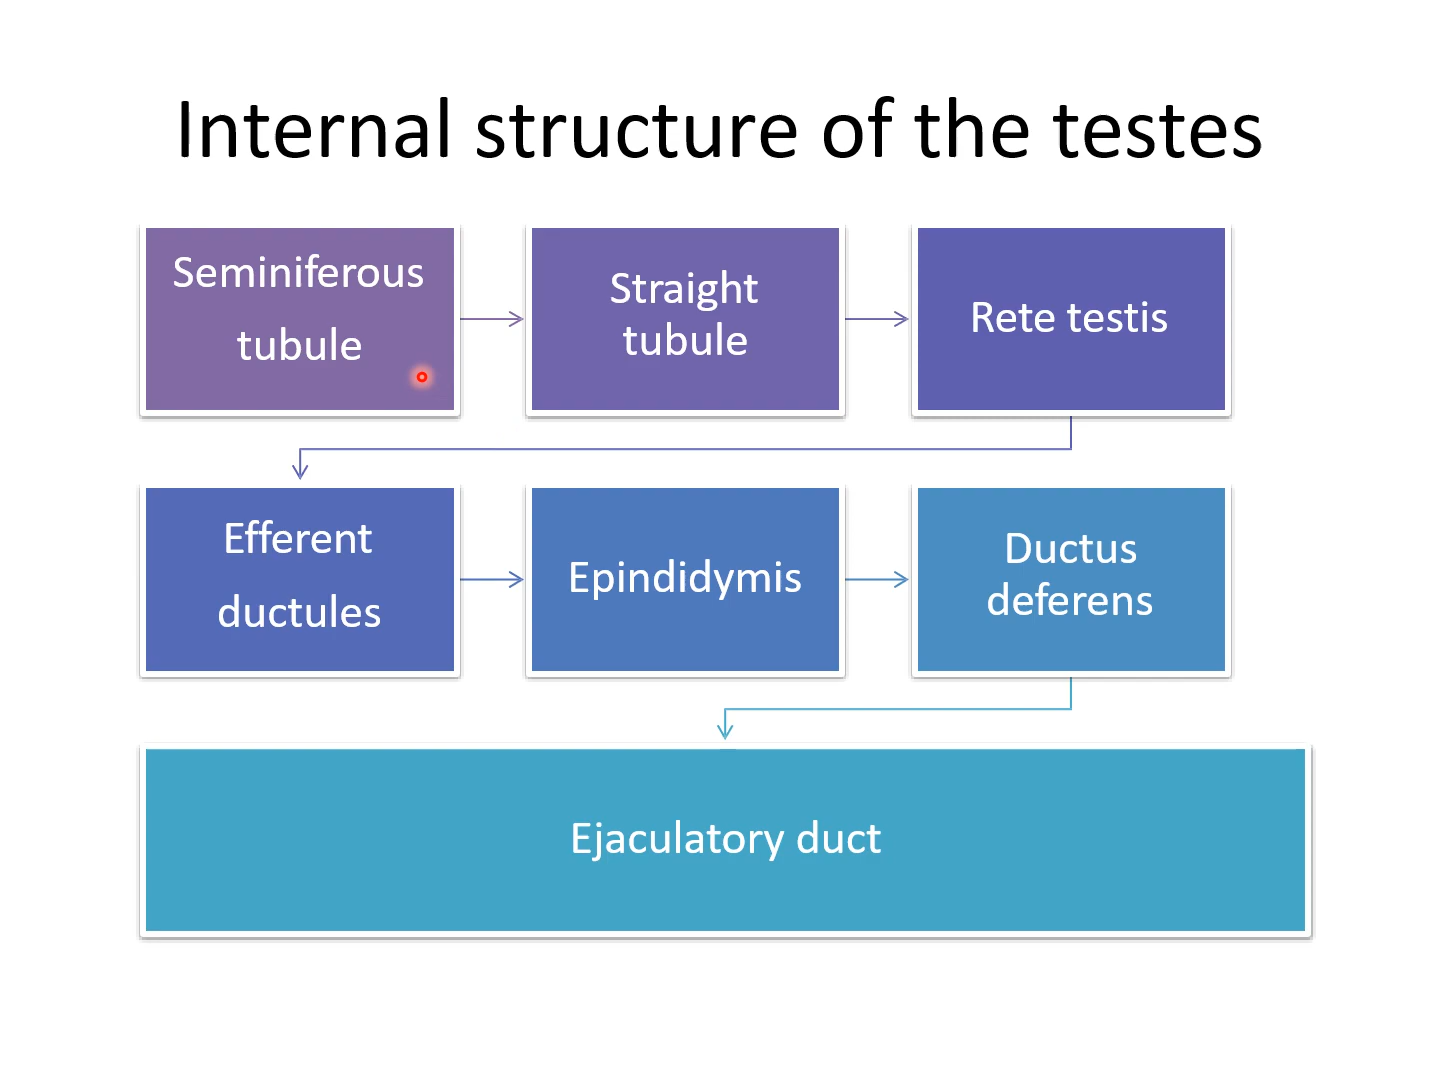 Internal structure of the testes
Seminiferous
tubule
Straight
tubule
Rete testis
Efferent
ductules
Epindidymis
Ductus
deferens
Ejaculatory duct